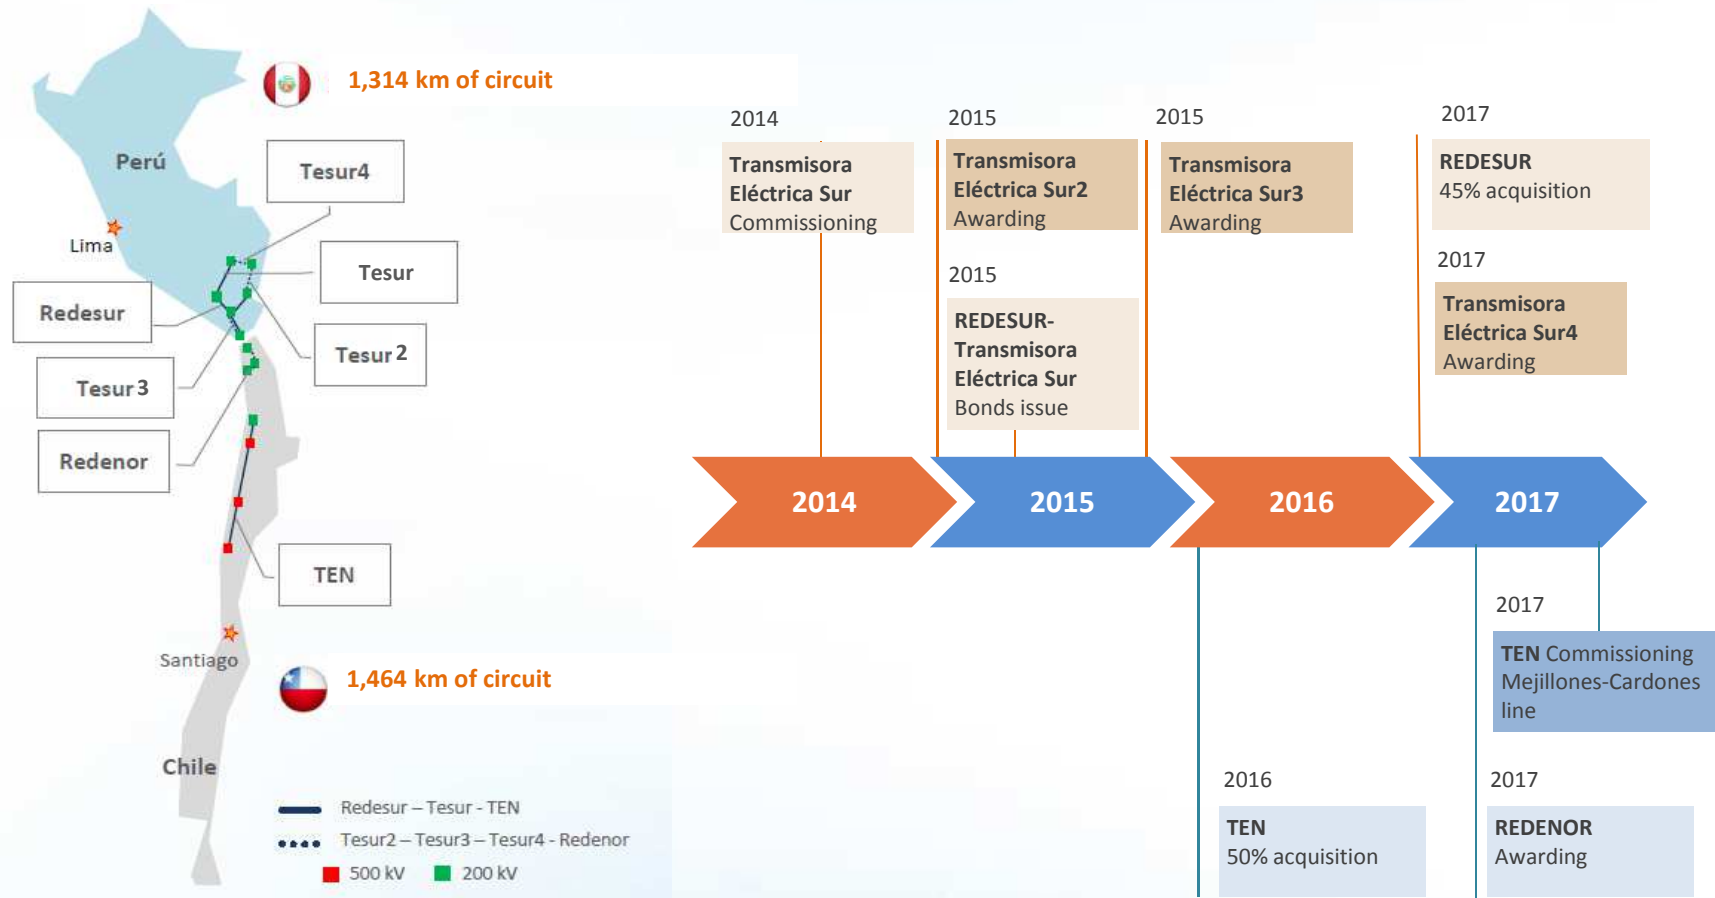 1,314 km of circuit
Perú
Tesur4
Lima
Tesur
Redesur
Tesur 2
Tesur 3
Redenor
TEN
Santiago
1,464 km of circuit
Chile
Redesur – Tesur - TEN
Tesur2 – Tesur3 – Tesur4 - Redenor
500 kV
200 kV
2014
Transmisora
Eléctrica Sur
Commissioning
2015
Transmisora
Eléctrica Sur2
Awarding
2015
REDESUR-
Transmisora
Eléctrica Sur
Bonds issue
2015
Transmisora
Eléctrica Sur3
Awarding
2017
REDESUR
45% acquisition
2017
Transmisora
Eléctrica Sur4
Awarding
2014
2015
2016
2017
2017
TEN Commissioning
Mejillones-Cardones
line
2016
TEN
50% acquisition
2017
REDENOR
Awarding